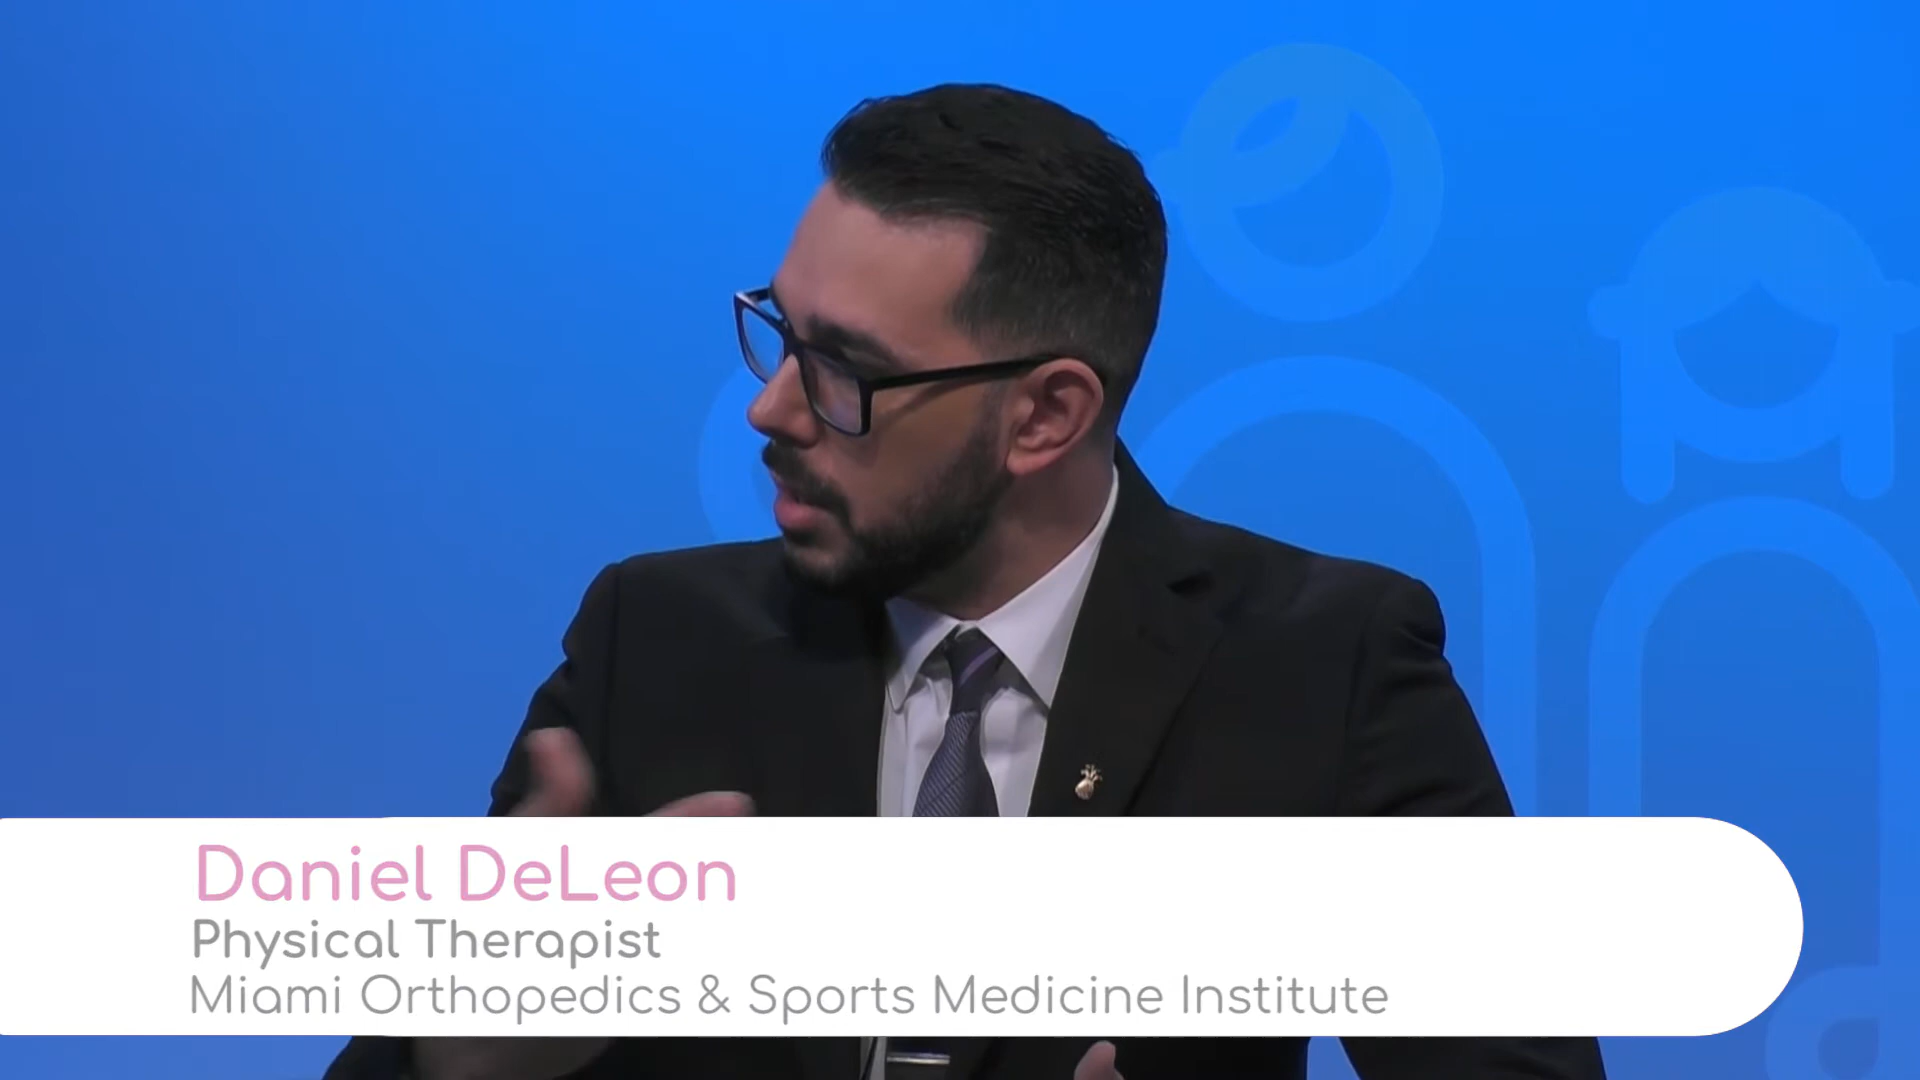 Daniel DeLeon
Physical Therapist
Miami Orthopedics & Sports Medicine Institute